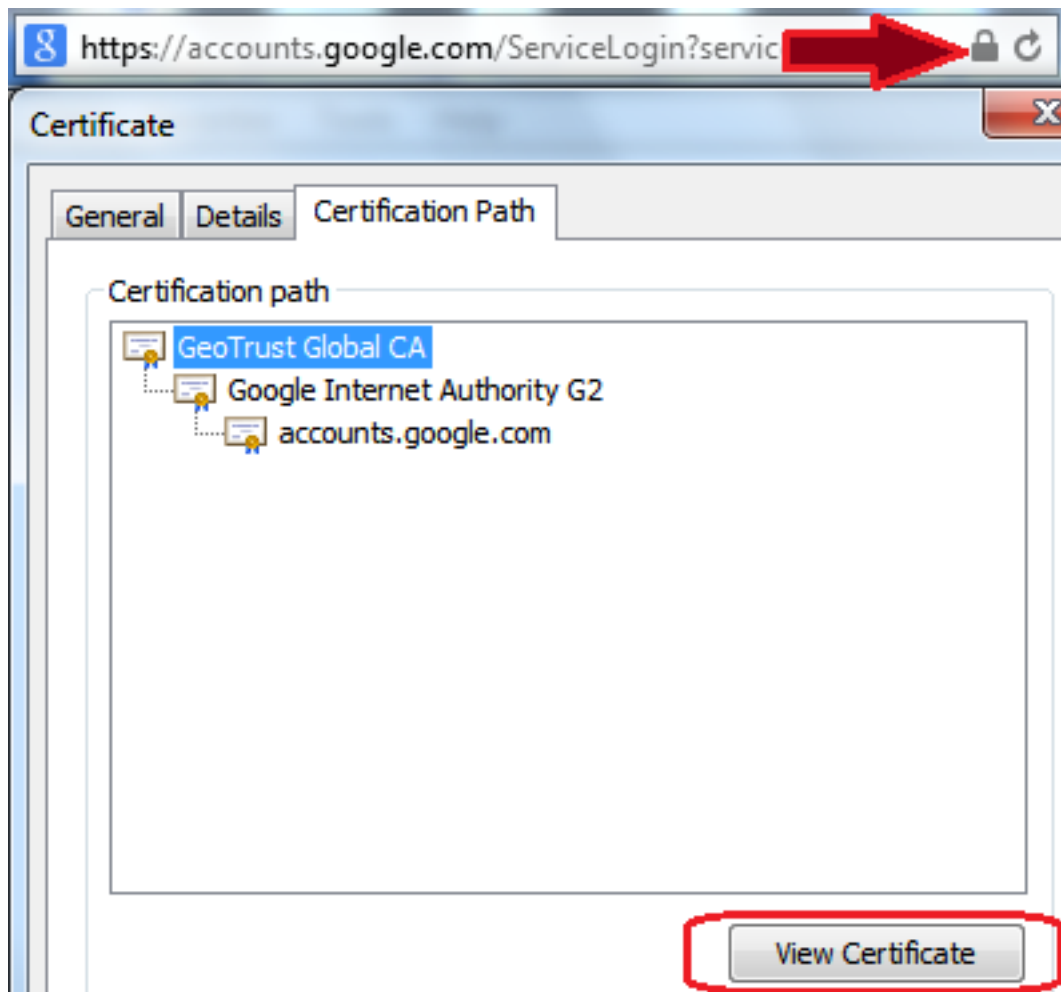 8 https://accounts.google.com/ServiceLogin?servic
Certificate
General Details Certification Path
Certification path
GeoTrust Global CA
Google Internet Authority G2
accounts.google.com
View Certificate